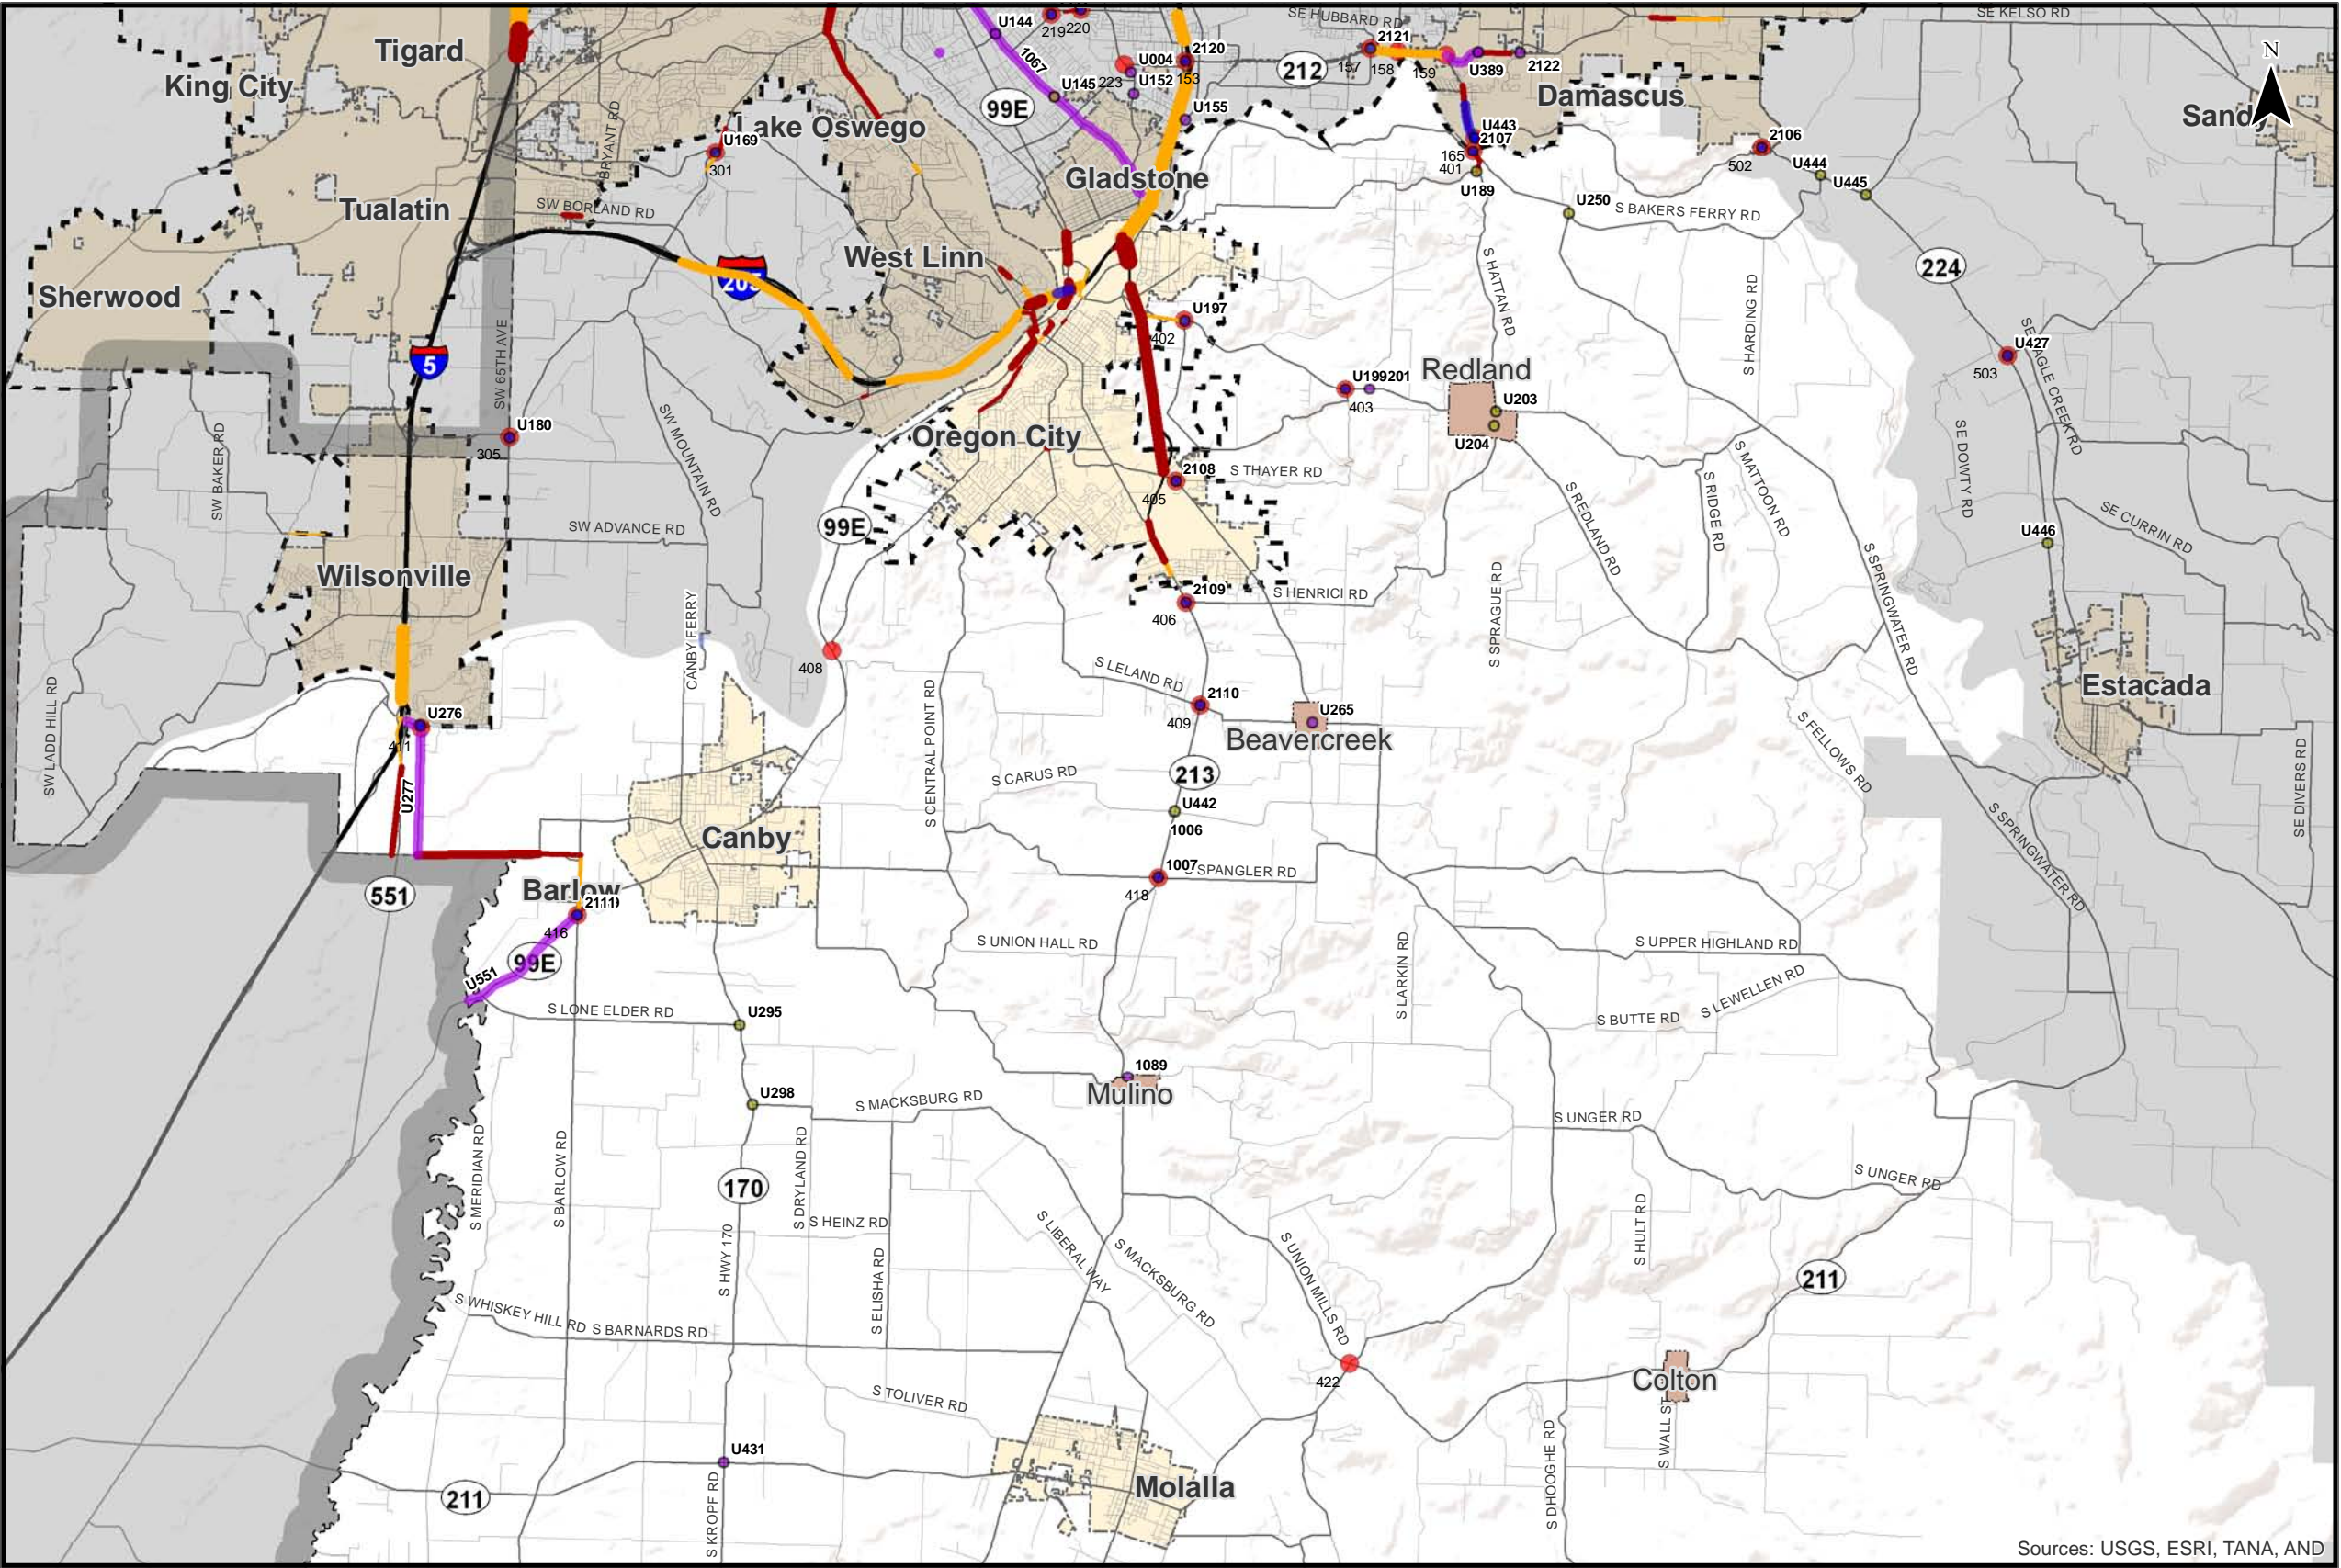 SE HUBBARD RD
SE KELSO RD
N
Tigard
King City
U144
219
220
1067
U004
2120
153
U145
223
U152
99E
U155
212
2121
157
158
159
U389
2122
Damascus
Sandy
BRYANT RD
Lake Oswego
U169
301
U443
2107
165
401
U189
2106
502
U444
U445
Gladstone
Tualatin
SW BORLAND RD
U250
S BAKERS FERRY RD
West Linn
205
224
Sherwood
5
SW 65TH AVE
S HATTAN RD
S HARDING RD
U197
402
U427
503
SE EAGLE CREEK RD
Redland
U199
201
403
U203
U204
U180
305
SW BAKER RD
SW MOUNTAIN RD
Oregon City
2108
405
S THAYER RD
S REDLAND RD
S RIDGE RD
S MATTOON RD
SE DOWTY RD
SE CURRIN RD
U446
SW ADVANCE RD
99E
Wilsonville
2109
406
S HENRICI RD
S SPRAGUE RD
S SPRINGWATER RD
CANBY FERRY
408
S LELAND RD
2110
409
U265
Beavercreek
Estacada
SW LADD HILL RD
U276
411
U277
S CENTRAL POINT RD
S CARUS RD
213
S FELLOWS RD
SE DIVERS RD
U442
1006
S SPRINGWATER RD
Canby
1007
S SPANGLER RD
418
551
Barlow
2111
416
99E
U551
S UNION HALL RD
S LARKIN RD
S UPPER HIGHLAND RD
S LEWELLEN RD
S BUTTE RD
S LONE ELDER RD
U295
1089
Mulino
U298
S MACKSBURG RD
S UNGER RD
S UNGER RD
S MERIDIAN RD
S BARLOW RD
170
S DRYLAND RD
S HEINZ RD
S HWY 170
S ELISHA RD
S LIBERAL WAY
S MACKSBURG RD
S UNION MILLS RD
S HULT RD
211
S WHISKEY HILL RD
S BARNARDS RD
422
Colton
S TOLIVER RD
S WALL ST
S DHOOGHE RD
U431
211
S KROPF RD
Molalla
Sources: USGS, ESRI, TANA, AND